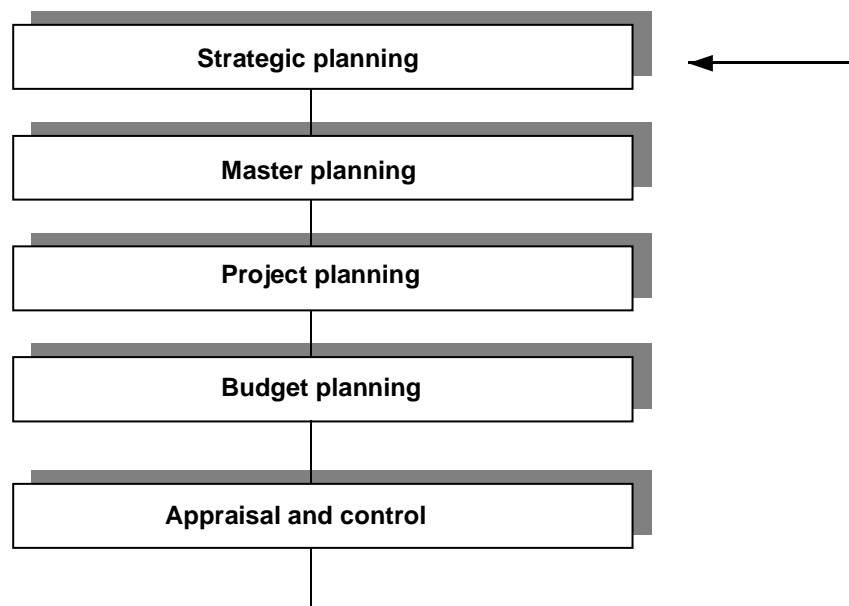 Strategic planning
Master planning
Project planning
Budget planning
Appraisal and control